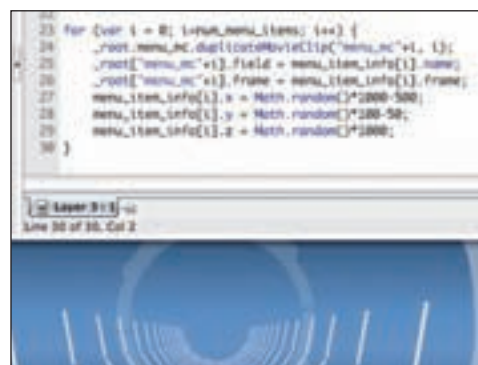 22
23 for (var i = 0; i<num_menu_items; i++) {
24 _root.menu_mc.duplicateMovieClip("menu_mc"+i, i);
25 _root["menu_mc"+i].field = menu_item_info[i].name;
26 _root["menu_mc"+i].frame = menu_item_info[i].frame;
27 menu_item_info[i].x = Math.random()*1000-500;
28 menu_item_info[i].y = Math.random()*100-50;
29 menu_item_info[i].z = Math.random()*1000;
30 }
Layer 3 : 1
Line 30 of 30, Col 2